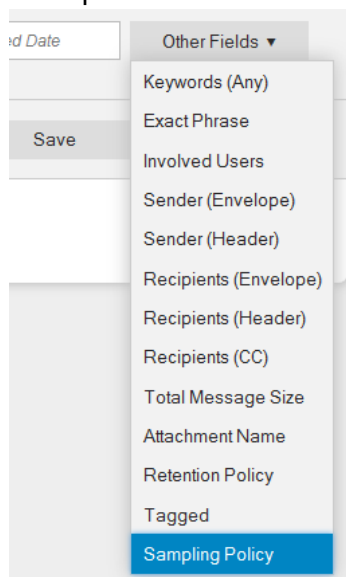 ed Date
Other Fields ▼
Save
Keywords (Any)
Exact Phrase
Involved Users
Sender (Envelope)
Sender (Header)
Recipients (Envelope)
Recipients (Header)
Recipients (CC)
Total Message Size
Attachment Name
Retention Policy
Tagged
Sampling Policy